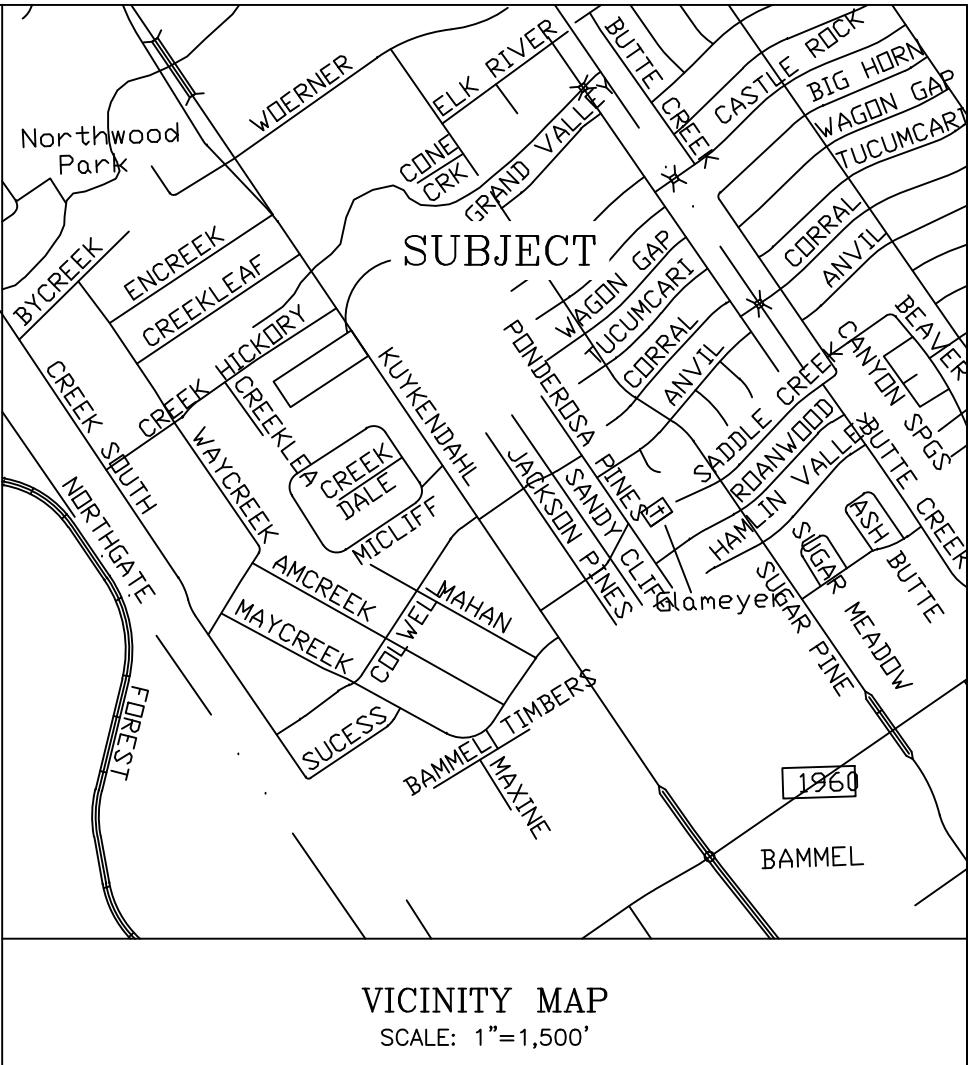 BUTTE CREEK
CASTLE ROCK
ELK RIVER
BIG HORN
WOERNER
WAGON GAP
GRAND VALLEY
TUCUMCARI
Northwood
Park
CONE
CRK
CORRAL
ANVIL
SUBJECT
ENCREEK
BYCREEK
CREEKLEAF
WAGON GAP
TUCUMCARI
BEAVER
CREEK HICKORY
CORRAL
PONDEROSA PINES
CANYON SPGS
ANVIL
KUYKENDAHL
SADDLE CREEK
CREEK SOUTH
CREEKLEA
ROANWOOD
BUTTE CREEK
WAYCREEK
CREEK
DALE
HAMLIN VALLEY
JACKSON PINES
SANDY CLIFF
NORTHGATE
MICLIFF
ASH BUTTE
SUGAR MEADOW
AMCREEK
MAHAN
Klameyer
SUGAR PINE
MAYCREEK
COLWELL
FOREST
SUCESS
BAMMEL TIMBERS
MAXINE
1960
BAMMEL
VICINITY MAP
SCALE: 1"=1,500'